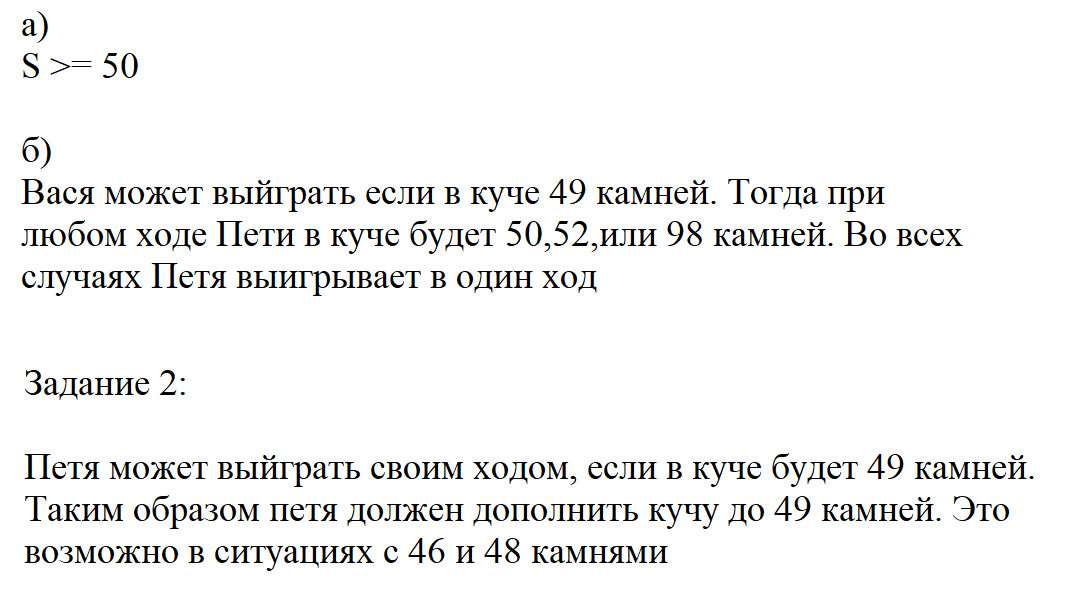 а)
S >= 50
б)
Вася может выйграть если в куче 49 камней. Тогда при
любом ходе Пети в куче будет 50,52,или 98 камней. Во всех
случаях Петя выигрывает в один ход
Задание 2:
Петя может выйграть своим ходом, если в куче будет 49 камней.
Таким образом петя должен дополнить кучу до 49 камней. Это
возможно в ситуациях с 46 и 48 камнями